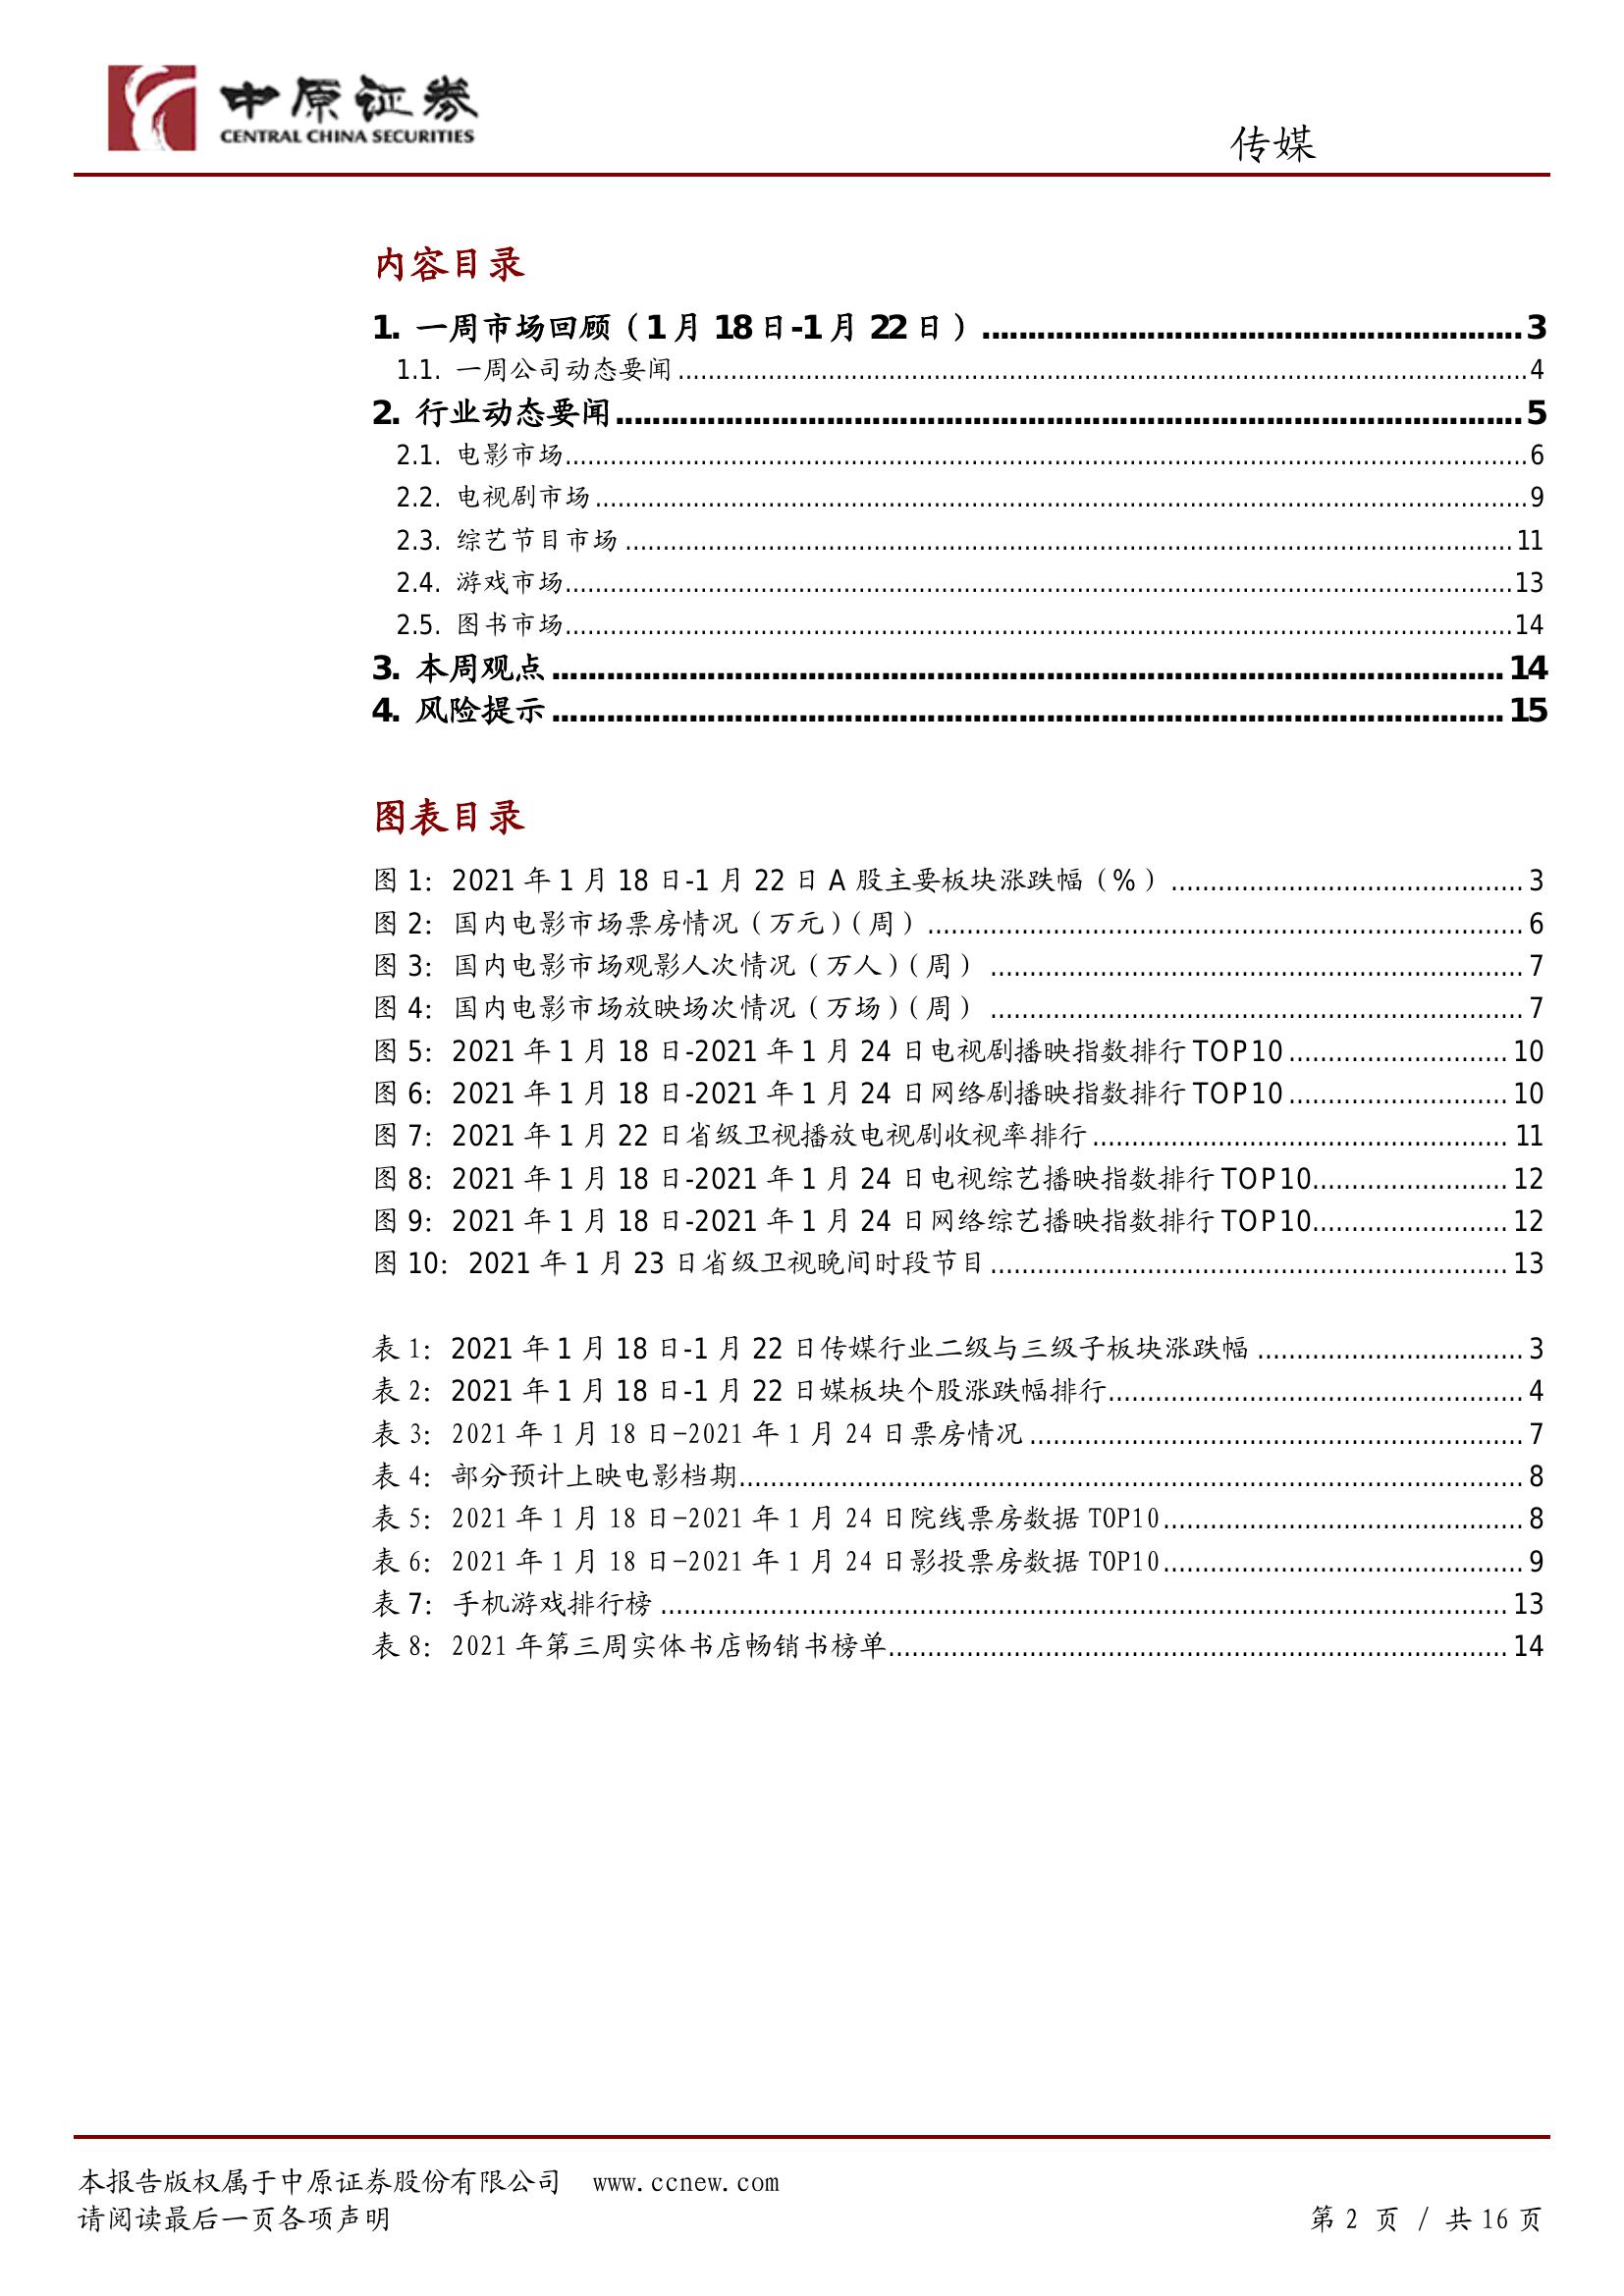 中原证券
CENTRAL CHINA SECURITIES
传媒
内容目录
1. 一周市场回顾（1 月 18 日-1 月 22 日）........................................................... 3
1.1. 一周公司动态要闻 ........................................................... 4
2. 行业动态要闻 ........................................................... 5
2.1. 电影市场........................................................... 6
2.2. 电视剧市场 ........................................................... 9
2.3. 综艺节目市场 ........................................................... 11
2.4. 游戏市场........................................................... 13
2.5. 图书市场........................................................... 14
3. 本周观点 ........................................................... 14
4. 风险提示 ........................................................... 15
图表目录
图 1：2021 年 1 月 18 日-1 月 22 日 A 股主要板块涨跌幅（%）........................................................... 3
图 2：国内电影市场票房情况（万元）（周）........................................................... 6
图 3：国内电影市场观影人次情况（万人）（周）........................................................... 7
图 4：国内电影市场放映场次情况（万场）（周）........................................................... 7
图 5：2021 年 1 月 18 日-2021 年 1 月 24 日电视剧播映指数排行 TOP10 ........................................................... 10
图 6：2021 年 1 月 18 日-2021 年 1 月 24 日网络剧播映指数排行 TOP10 ........................................................... 10
图 7：2021 年 1 月 22 日省级卫视播放电视剧收视率排行 ........................................................... 11
图 8：2021 年 1 月 18 日-2021 年 1 月 24 日电视综艺播映指数排行 TOP10........................................................... 12
图 9：2021 年 1 月 18 日-2021 年 1 月 24 日网络综艺播映指数排行 TOP10........................................................... 12
图 10：2021 年 1 月 23 日省级卫视晚间时段节目 ........................................................... 13
表 1：2021 年 1 月 18 日-1 月 22 日传媒行业二级与三级子板块涨跌幅 ........................................................... 3
表 2：2021 年 1 月 18 日-1 月 22 日媒板块个股涨跌幅排行........................................................... 4
表 3：2021 年 1 月 18 日-2021 年 1 月 24 日票房情况 ........................................................... 7
表 4：部分预计上映电影档期........................................................... 8
表 5：2021 年 1 月 18 日-2021 年 1 月 24 日院线票房数据 TOP10........................................................... 8
表 6：2021 年 1 月 18 日-2021 年 1 月 24 日影投票房数据 TOP10........................................................... 9
表 7：手机游戏排行榜 ........................................................... 13
表 8：2021 年第三周实体书店畅销书榜单........................................................... 14
本报告版权属于中原证券股份有限公司 www.ccnew.com
请阅读最后一页各项声明 第 2 页 / 共 16 页